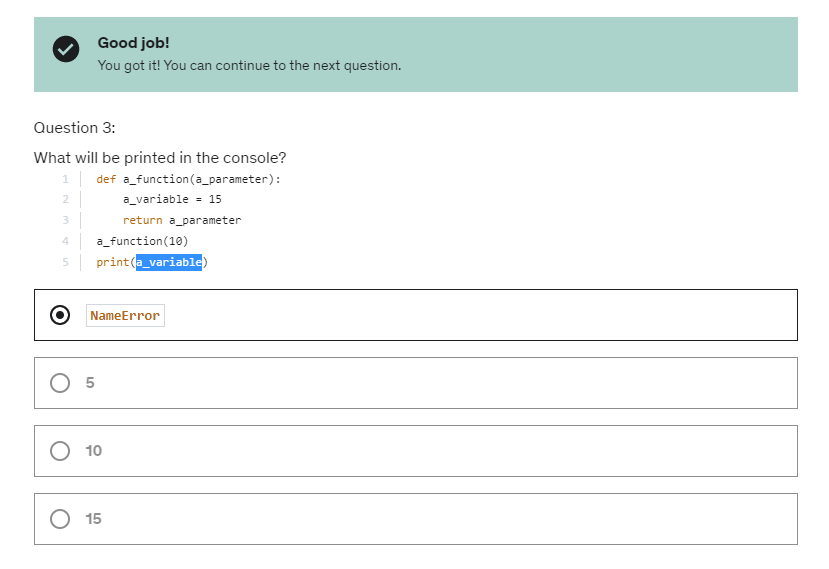 Good job!
You got it! You can continue to the next question.
Question 3:
What will be printed in the console?
1 def a_function(a_parameter):
2     a_variable = 15
3     return a_parameter
4 a_function(10)
5 print(a_variable)
NameError
5
10
15